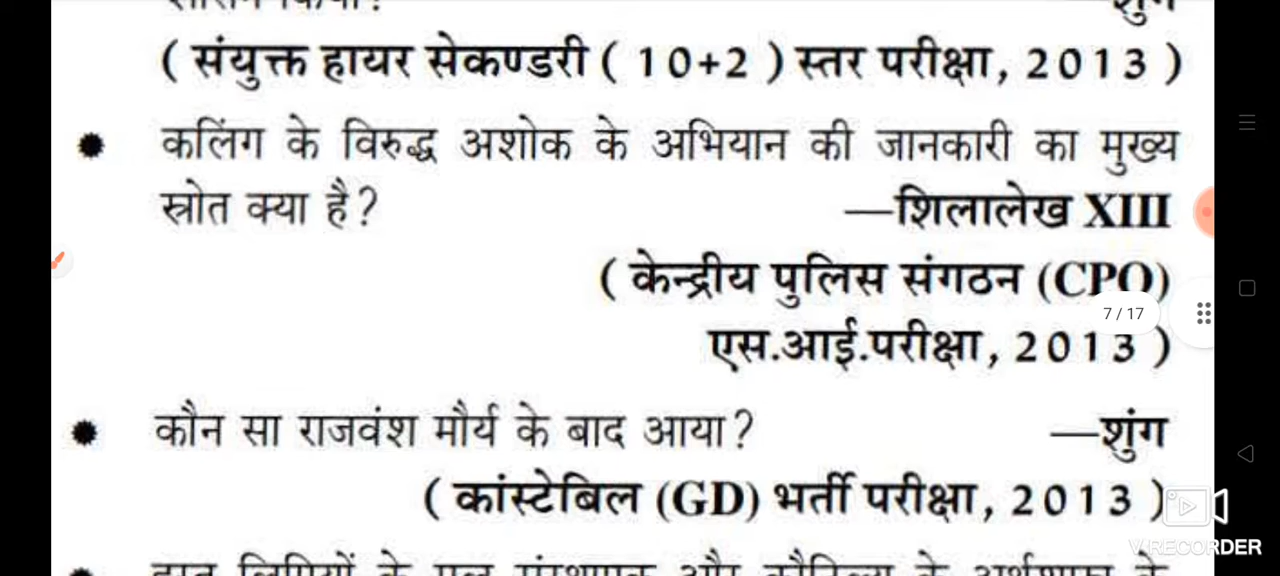 —शुंग
( संयुक्त हायर सेकण्डरी ( 10+2 ) स्तर परीक्षा, 2013 )
● कलिंग के विरुद्ध अशोक के अभियान की जानकारी का मुख्य
स्रोत क्या है? —शिलालेख XIII
( केन्द्रीय पुलिस संगठन (CPO)
7 / 17
एस.आई.परीक्षा, 2013 )
● कौन सा राजवंश मौर्य के बाद आया? —शुंग
( कांस्टेबिल (GD) भर्ती परीक्षा, 2013 )
V RECORDER